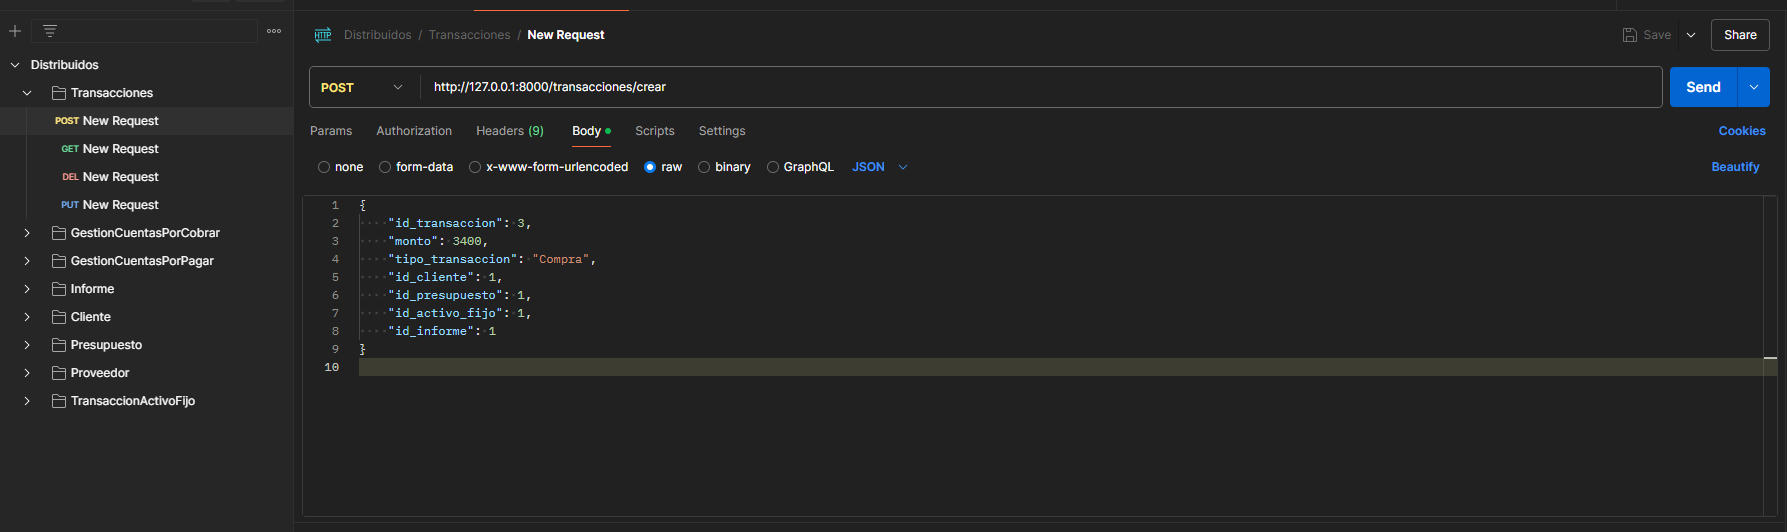 Distribuidos
Transacciones
POST New Request
GET New Request
DEL New Request
PUT New Request
GestionCuentasPorCobrar
GestionCuentasPorPagar
Informe
Cliente
Presupuesto
Proveedor
TransaccionActivoFijo
HTTP Distribuidos / Transacciones / New Request
Save
Share
POST http://127.0.0.1:8000/transacciones/crear
Send
Params Authorization Headers (9) Body Scripts Settings
Cookies
none form-data x-www-form-urlencoded raw binary GraphQL JSON
Beautify
1 {
2 "id_transaccion": 3,
3 "monto": 3400,
4 "tipo_transaccion": "Compra",
5 "id_cliente": 1,
6 "id_presupuesto": 1,
7 "id_activo_fijo": 1,
8 "id_informe": 1
9 }
10